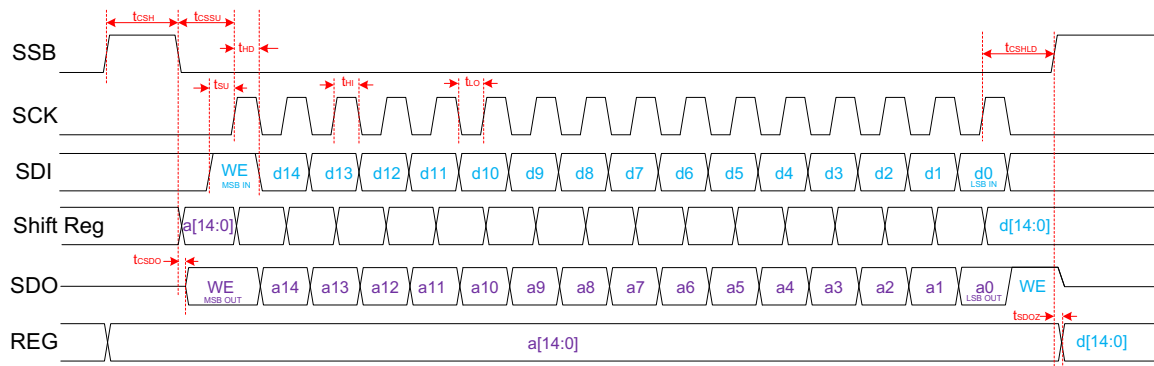 tCSH tCSSU
SSB tHD tCSHLD
tSU tHI tLO
SCK
SDI WE d14 d13 d12 d11 d10 d9 d8 d7 d6 d5 d4 d3 d2 d1 d0
MSB IN LSB IN
Shift Reg a[14:0] d[14:0]
tCSDO
SDO WE a14 a13 a12 a11 a10 a9 a8 a7 a6 a5 a4 a3 a2 a1 a0 WE
MSB OUT LSB OUT
tSDOZ
REG a[14:0] d[14:0]